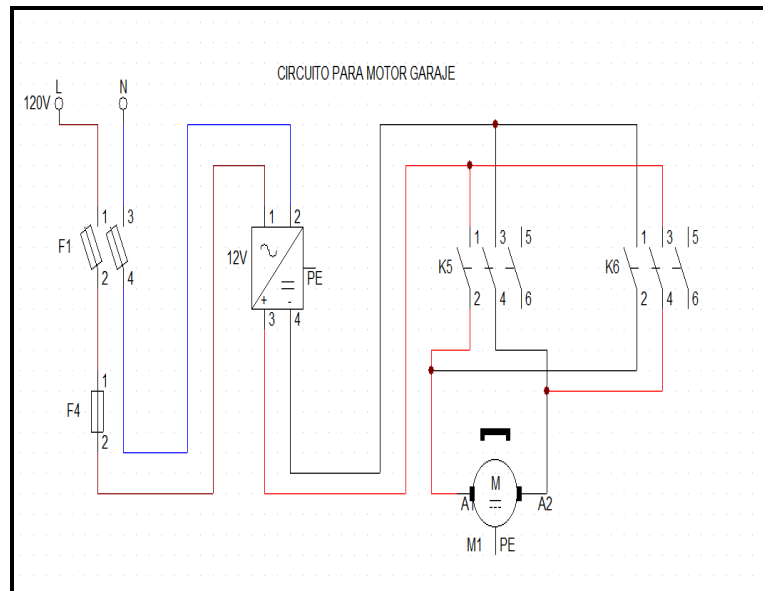 CIRCUITO PARA MOTOR GARAJE
L N
120V
1 3
F1
2 4
1
F4
2
1 2
12V
PE
+ -
3 4
1 3 5
K5
2 4 6
1 3 5
K6
2 4 6
M
A1 A2
M1 PE